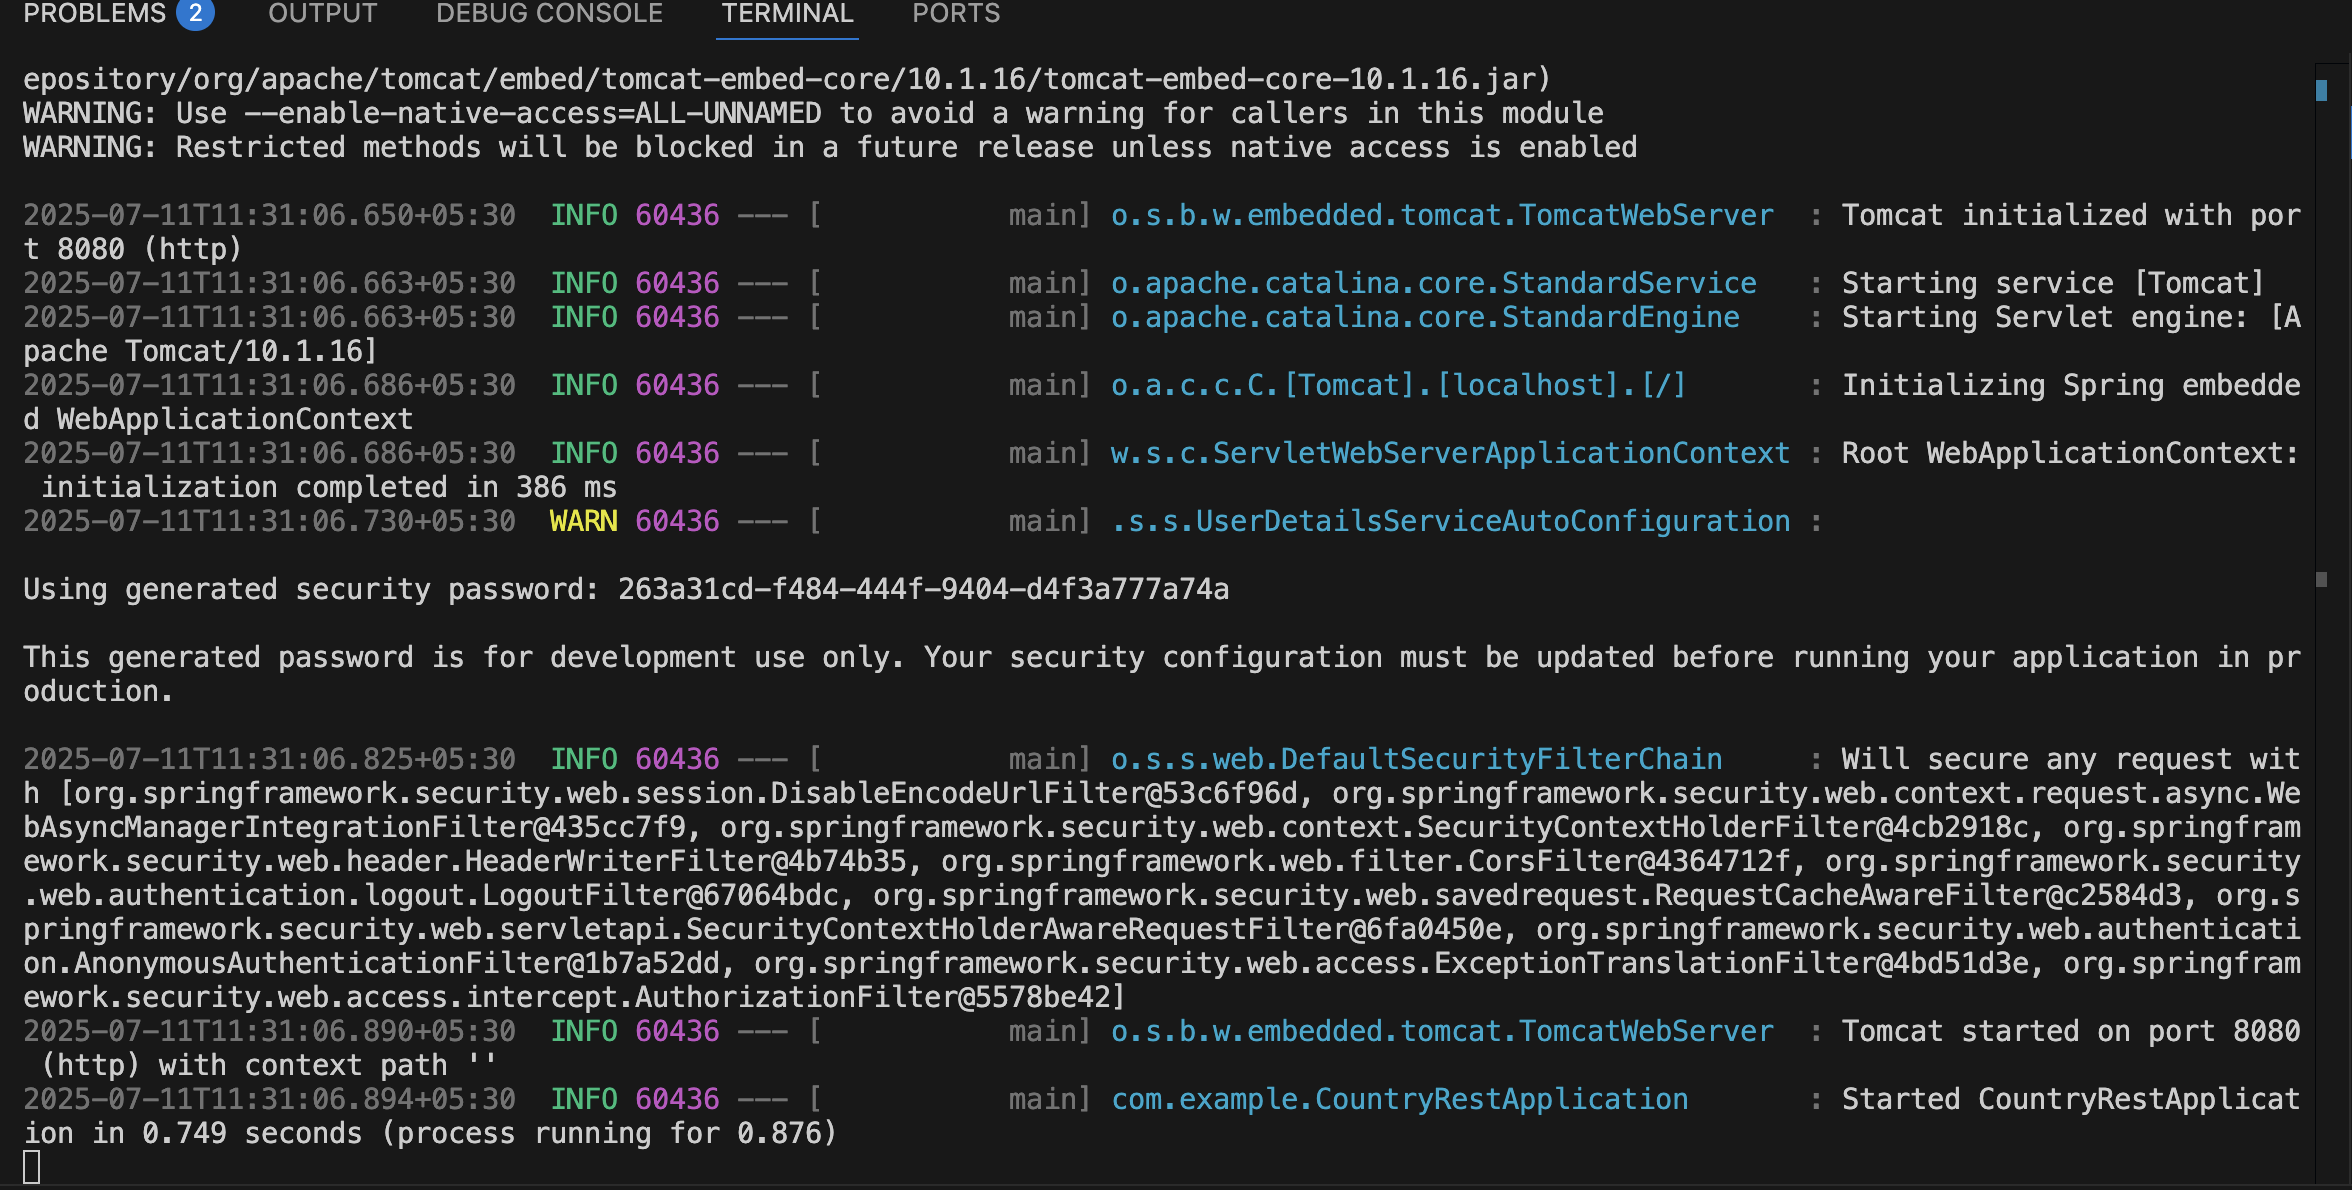 PROBLEMS 2 OUTPUT DEBUG CONSOLE TERMINAL PORTS
epository/org/apache/tomcat/embed/tomcat-embed-core/10.1.16/tomcat-embed-core-10.1.16.jar)
WARNING: Use --enable-native-access=ALL-UNNAMED to avoid a warning for callers in this module
WARNING: Restricted methods will be blocked in a future release unless native access is enabled
2025-07-11T11:31:06.650+05:30  INFO 60436 --- [           main] o.s.b.w.embedded.tomcat.TomcatWebServer  : Tomcat initialized with por
t 8080 (http)
2025-07-11T11:31:06.663+05:30  INFO 60436 --- [           main] o.apache.catalina.core.StandardService   : Starting service [Tomcat]
2025-07-11T11:31:06.663+05:30  INFO 60436 --- [           main] o.apache.catalina.core.StandardEngine    : Starting Servlet engine: [A
pache Tomcat/10.1.16]
2025-07-11T11:31:06.686+05:30  INFO 60436 --- [           main] o.a.c.c.C.[Tomcat].[localhost].[/]       : Initializing Spring embedde
d WebApplicationContext
2025-07-11T11:31:06.686+05:30  INFO 60436 --- [           main] w.s.c.ServletWebServerApplicationContext : Root WebApplicationContext:
 initialization completed in 386 ms
2025-07-11T11:31:06.730+05:30  WARN 60436 --- [           main] .s.s.UserDetailsServiceAutoConfiguration :
Using generated security password: 263a31cd-f484-444f-9404-d4f3a777a74a
This generated password is for development use only. Your security configuration must be updated before running your application in pr
oduction.
2025-07-11T11:31:06.825+05:30  INFO 60436 --- [           main] o.s.s.web.DefaultSecurityFilterChain     : Will secure any request wit
h [org.springframework.security.web.session.DisableEncodeUrlFilter@53c6f96d, org.springframework.security.web.context.request.async.We
bAsyncManagerIntegrationFilter@435cc7f9, org.springframework.security.web.context.SecurityContextHolderFilter@4cb2918c, org.springfram
ework.security.web.header.HeaderWriterFilter@4b74b35, org.springframework.web.filter.CorsFilter@4364712f, org.springframework.security
.web.authentication.logout.LogoutFilter@67064bdc, org.springframework.security.web.savedrequest.RequestCacheAwareFilter@c2584d3, org.s
pringframework.security.web.servletapi.SecurityContextHolderAwareRequestFilter@6fa0450e, org.springframework.security.web.authenticati
on.AnonymousAuthenticationFilter@1b7a52dd, org.springframework.security.web.access.ExceptionTranslationFilter@4bd51d3e, org.springfram
ework.security.web.access.intercept.AuthorizationFilter@5578be42]
2025-07-11T11:31:06.890+05:30  INFO 60436 --- [           main] o.s.b.w.embedded.tomcat.TomcatWebServer  : Tomcat started on port 8080
 (http) with context path ''
2025-07-11T11:31:06.894+05:30  INFO 60436 --- [           main] com.example.CountryRestApplication       : Started CountryRestApplicat
ion in 0.749 seconds (process running for 0.876)